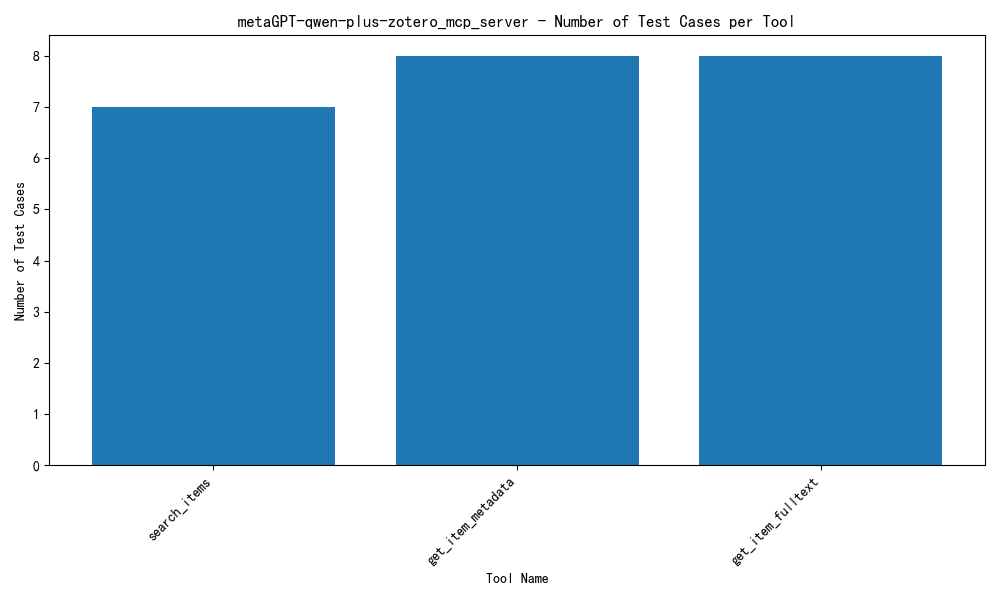 metaGPT-qwen-plus-zotero_mcp_server - Number of Test Cases per Tool
Number of Test Cases
8
7
6
5
4
3
2
1
0
search_items
get_item_metadata
get_item_fulltext
Tool Name